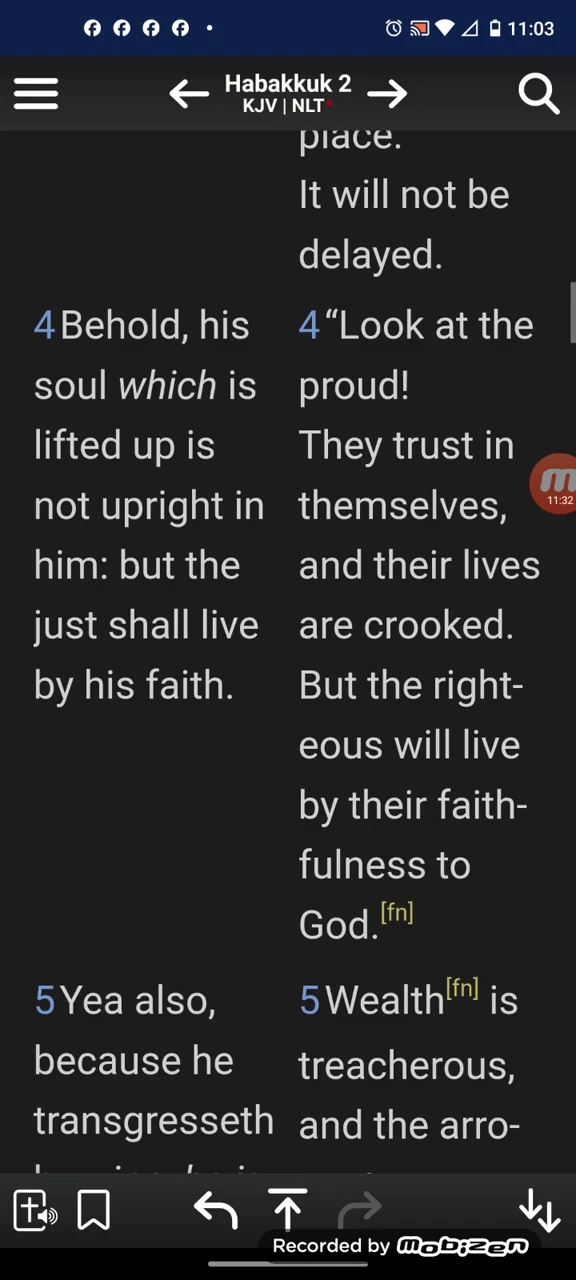 11:03
Habakkuk 2
KJV | NLT*
place.
It will not be
delayed.
4 Behold, his
soul which is
lifted up is
not upright in
him: but the
just shall live
by his faith.
4 “Look at the
proud!
They trust in
themselves,
and their lives
are crooked.
But the right-
eous will live
by their faith-
fulness to
God.[fn]
5 Yea also,
because he
transgresseth
5 Wealth[fn] is
treacherous,
and the arro-
11:32
Recorded by mobizen